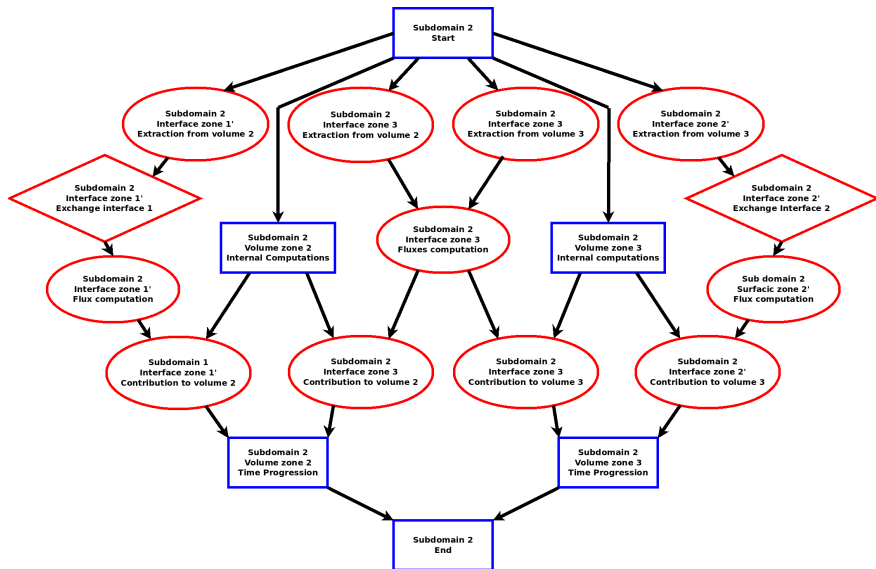 Subdomain 2
Start
Subdomain 2
Interface zone 1'
Extraction from volume 2
Subdomain 2
Interface zone 3
Extraction from volume 2
Subdomain 2
Interface zone 3
Extraction from volume 3
Subdomain 2
Interface zone 2'
Extraction from volume 3
Subdomain 2
Interface zone 1'
Exchange interface 1
Subdomain 2
Interface zone 2'
Exchange Interface 2
Subdomain 2
Volume zone 2
Internal Computations
Subdomain 2
Interface zone 3
Fluxes computation
Subdomain 2
Volume zone 3
Internal computations
Subdomain 2
Interface zone 1'
Flux computation
Sub domain 2
Surfacic zone 2'
Flux computation
Subdomain 1
Interface zone 1'
Contribution to volume 2
Subdomain 2
Interface zone 3
Contribution to volume 2
Subdomain 2
Interface zone 3
Contribution to volume 3
Subdomain 2
Interface zone 2'
Contribution to volume 3
Subdomain 2
Volume zone 2
Time Progression
Subdomain 2
Volume zone 3
Time Progression
Subdomain 2
End